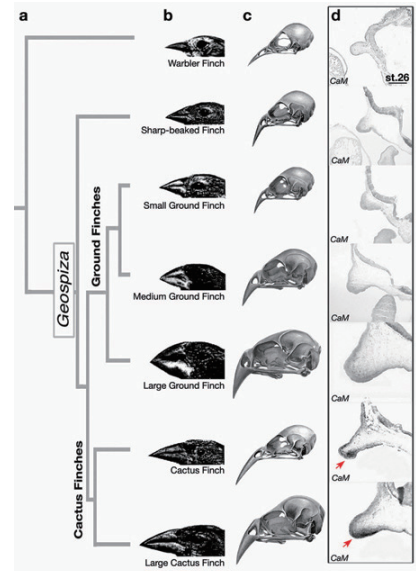 a b c d
Warbler Finch
CaM
st.26
Sharp-beaked Finch
CaM
Small Ground Finch
CaM
Medium Ground Finch
CaM
Large Ground Finch
CaM
Cactus Finch
CaM
Large Cactus Finch
CaM
Geospiza
Ground Finches
Cactus Finches